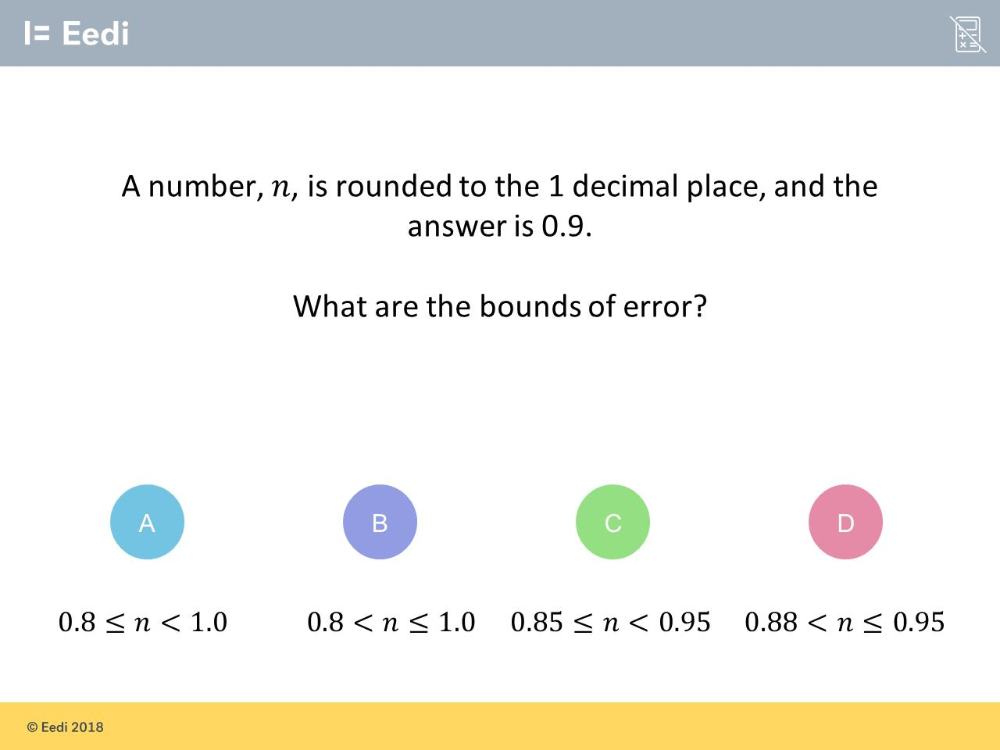 Eedi
A number, n, is rounded to the 1 decimal place, and the
answer is 0.9.
What are the bounds of error?
A B C D
0.8 ≤ n < 1.0 0.8 < n ≤ 1.0 0.85 ≤ n < 0.95 0.88 < n ≤ 0.95
© Eedi 2018